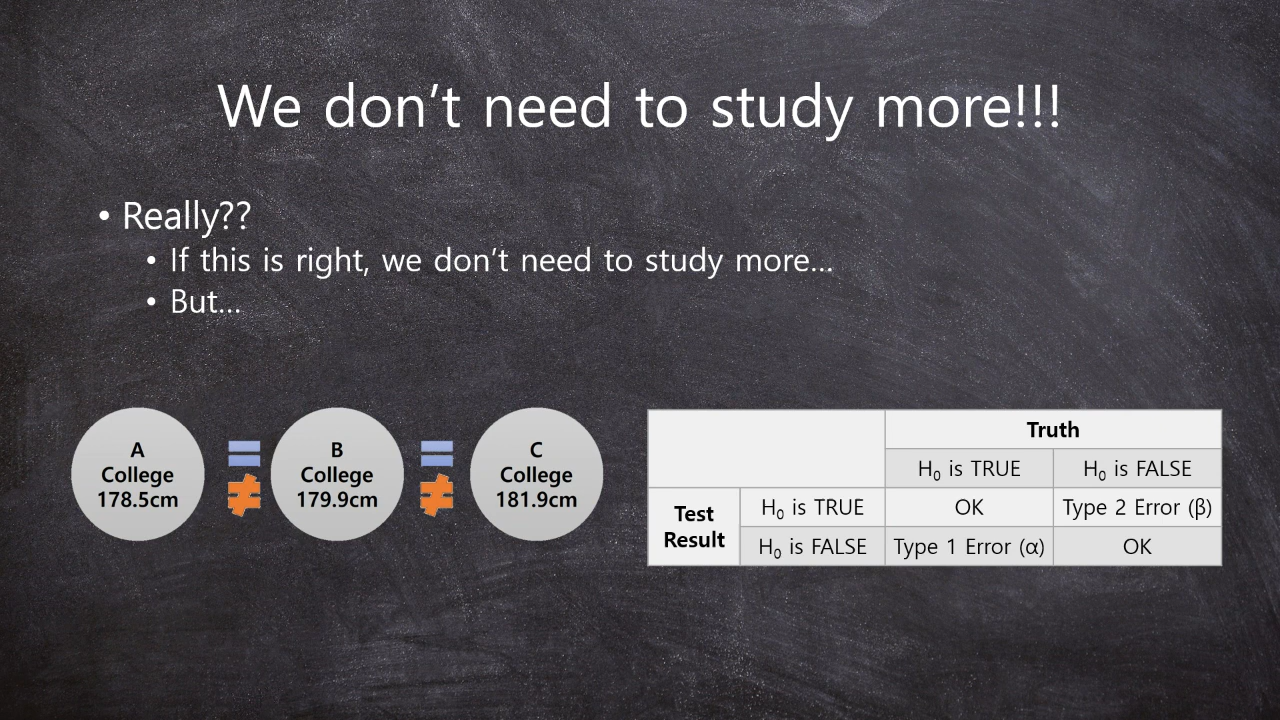 We don’t need to study more!!!
• Really??
• If this is right, we don’t need to study more...
• But...
A
College
178.5cm
=
≠
B
College
179.9cm
=
≠
C
College
181.9cm
Truth
H₀ is TRUE
H₀ is FALSE
Test
Result
H₀ is TRUE
OK
Type 2 Error (β)
H₀ is FALSE
Type 1 Error (α)
OK